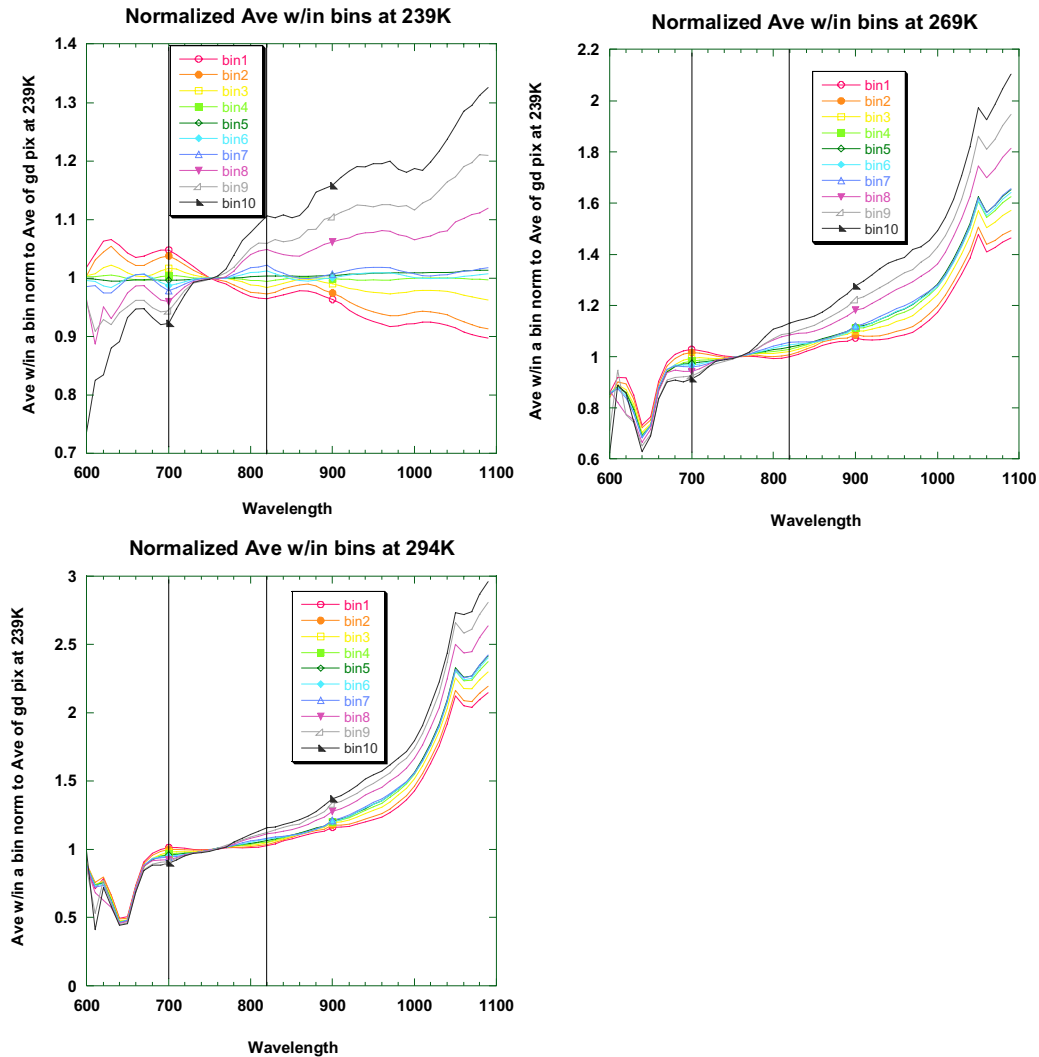 Normalized Ave w/in bins at 239K
Ave w/in a bin norm to Ave of gd pix at 239K
1.4
1.3
1.2
1.1
1
0.9
0.8
0.7
bin1
bin2
bin3
bin4
bin5
bin6
bin7
bin8
bin9
bin10
600 700 800 900 1000 1100
Wavelength
Normalized Ave w/in bins at 269K
Ave w/in a bin norm to Ave of gd pix at 239K
2.2
2
1.8
1.6
1.4
1.2
1
0.8
0.6
bin1
bin2
bin3
bin4
bin5
bin6
bin7
bin8
bin9
bin10
600 700 800 900 1000 1100
Wavelength
Normalized Ave w/in bins at 294K
Ave w/in a bin norm to Ave of gd pix at 239K
3
2.5
2
1.5
1
0.5
0
bin1
bin2
bin3
bin4
bin5
bin6
bin7
bin8
bin9
bin10
600 700 800 900 1000 1100
Wavelength